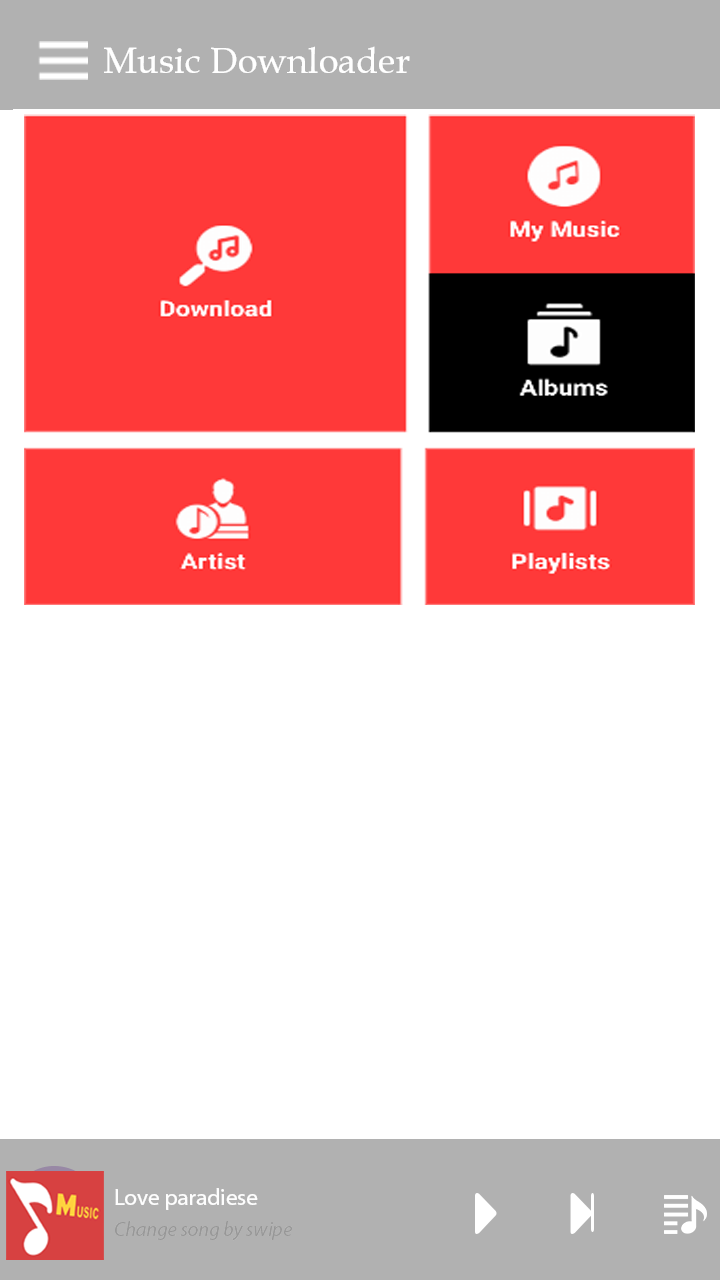 Music Downloader
Download
My Music
Albums
Artist
Playlists
Music
Love paradiese
Change song by swipe